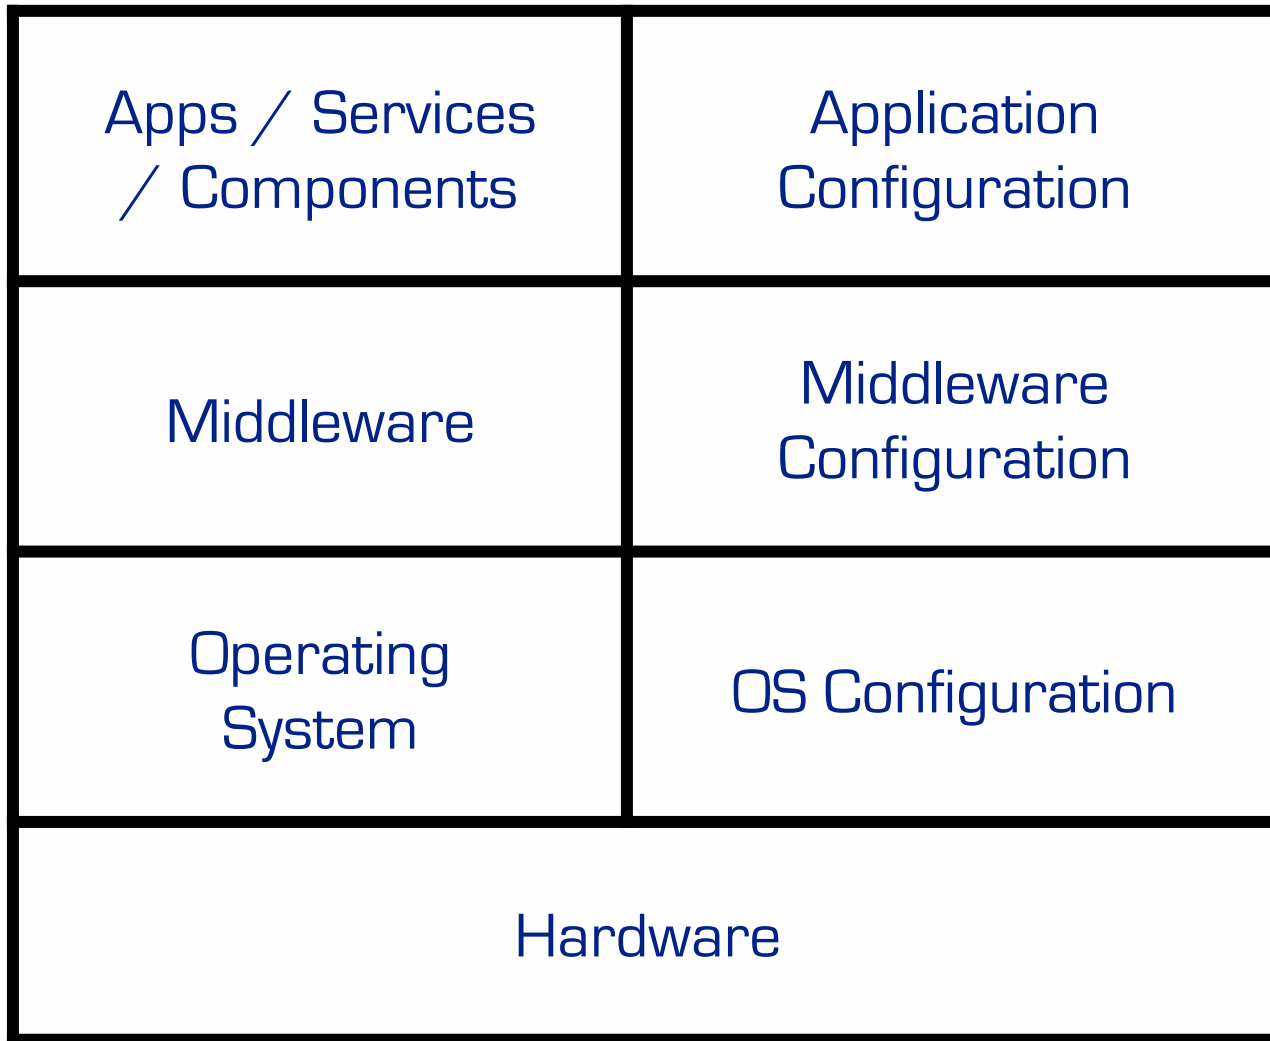 Apps / Services
/ Components
Application
Configuration
Middleware
Middleware
Configuration
Operating
System
OS Configuration
Hardware